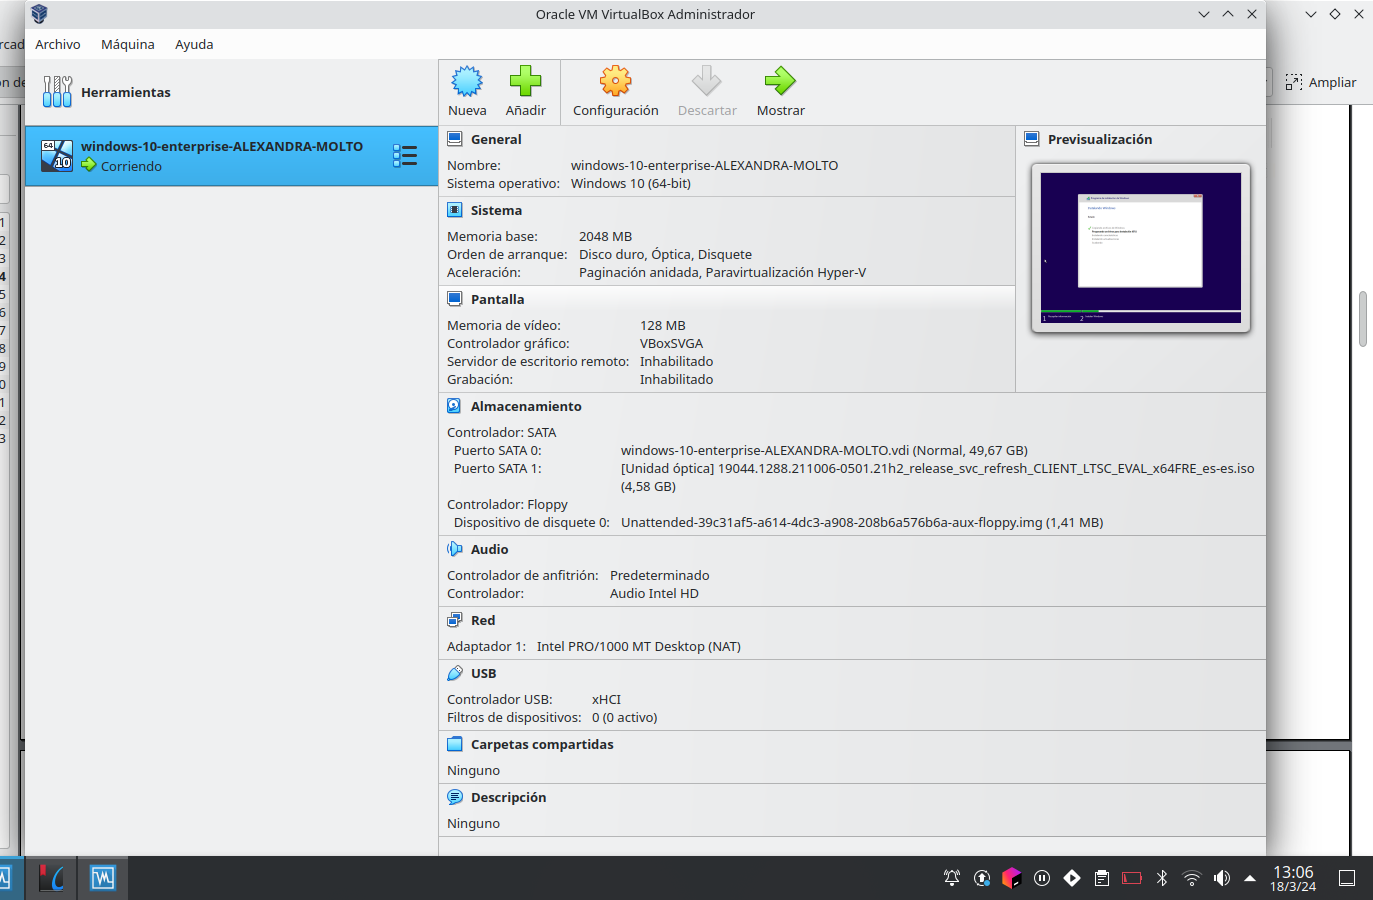 Oracle VM VirtualBox Administrador
Archivo Máquina Ayuda
Herramientas
Nueva Añadir Configuración Descartar Mostrar
Ampliar
windows-10-enterprise-ALEXANDRA-MOLTO
Corriendo
General
Nombre: windows-10-enterprise-ALEXANDRA-MOLTO
Sistema operativo: Windows 10 (64-bit)
Sistema
Memoria base: 2048 MB
Orden de arranque: Disco duro, Óptica, Disquete
Aceleración: Paginación anidada, Paravirtualización Hyper-V
Pantalla
Memoria de vídeo: 128 MB
Controlador gráfico: VBoxSVGA
Servidor de escritorio remoto: Inhabilitado
Grabación: Inhabilitado
Previsualización
Almacenamiento
Controlador: SATA
Puerto SATA 0: windows-10-enterprise-ALEXANDRA-MOLTO.vdi (Normal, 49,67 GB)
Puerto SATA 1: [Unidad óptica] 19044.1288.211006-0501.21h2_release_svc_refresh_CLIENT_LTSC_EVAL_x64FRE_es-es.iso
(4,58 GB)
Controlador: Floppy
Dispositivo de disquete 0: Unattended-39c31af5-a614-4dc3-a908-208b6a576b6a-aux-floppy.img (1,41 MB)
Audio
Controlador de anfitrión: Predeterminado
Controlador: Audio Intel HD
Red
Adaptador 1: Intel PRO/1000 MT Desktop (NAT)
USB
Controlador USB: xHCI
Filtros de dispositivos: 0 (0 activo)
Carpetas compartidas
Ninguno
Descripción
Ninguno
13:06
18/3/24